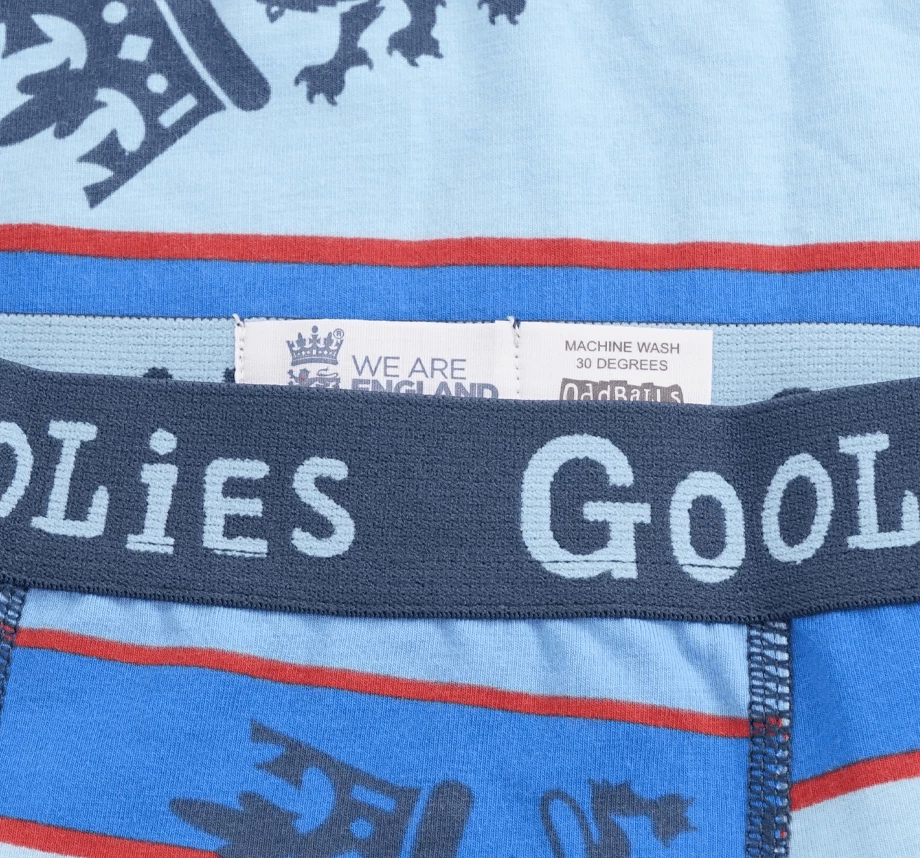 ®
WE ARE
ENGLAND
MACHINE WASH
30 DEGREES
OddBalls
OLiES GOOL